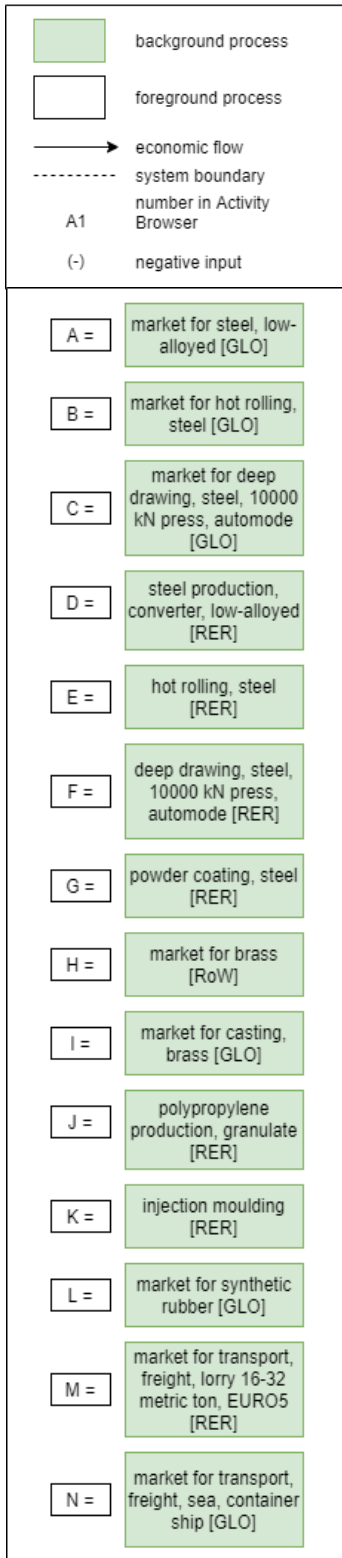 background process
foreground process
economic flow
system boundary
A1
number in Activity
Browser
(-)
negative input
A =
market for steel, low-
alloyed [GLO]
B =
market for hot rolling,
steel [GLO]
C =
market for deep
drawing, steel, 10000
kN press, automode
[GLO]
D =
steel production,
converter, low-alloyed
[RER]
E =
hot rolling, steel
[RER]
F =
deep drawing, steel,
10000 kN press,
automode [RER]
G =
powder coating, steel
[RER]
H =
market for brass
[RoW]
I =
market for casting,
brass [GLO]
J =
polypropylene
production, granulate
[RER]
K =
injection moulding
[RER]
L =
market for synthetic
rubber [GLO]
M =
market for transport,
freight, lorry 16-32
metric ton, EURO5
[RER]
N =
market for transport,
freight, sea, container
ship [GLO]